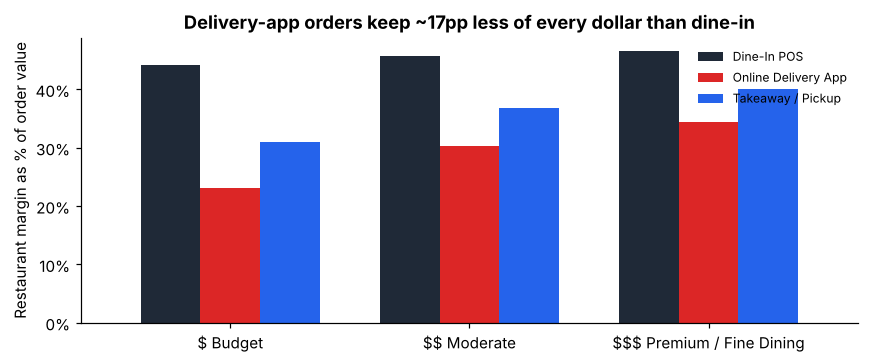 Delivery-app orders keep ~17pp less of every dollar than dine-in
Restaurant margin as % of order value
40%
30%
20%
10%
0%
Dine-In POS
Online Delivery App
Takeaway / Pickup
$ Budget
$$ Moderate
$$$ Premium / Fine Dining